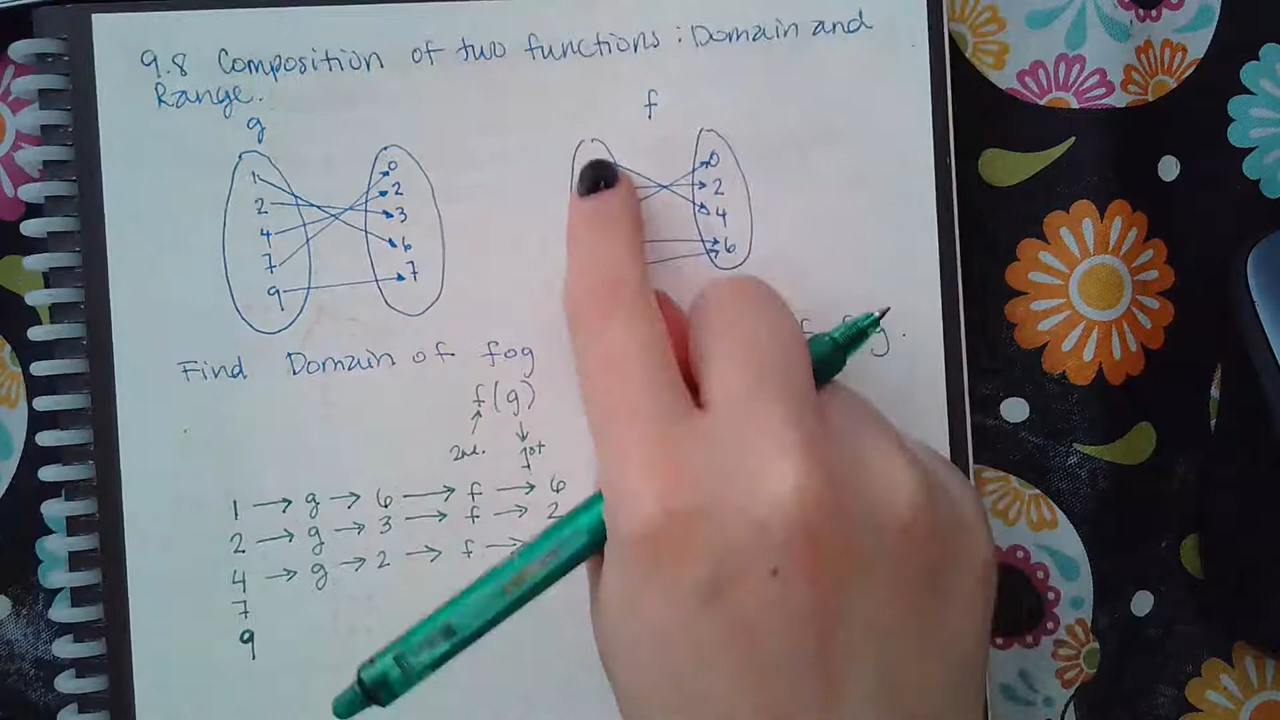 9.8 Composition of two functions: Domain and
Range.
g
f
1
2
4
7
9
0
2
3
6
7
0
2
4
6
Find Domain of fog
g.
f(g)
2nd. 1st
1 → g → 6 → f → 6
2 → g → 3 → f → 2
4 → g → 2 → f →
7
9